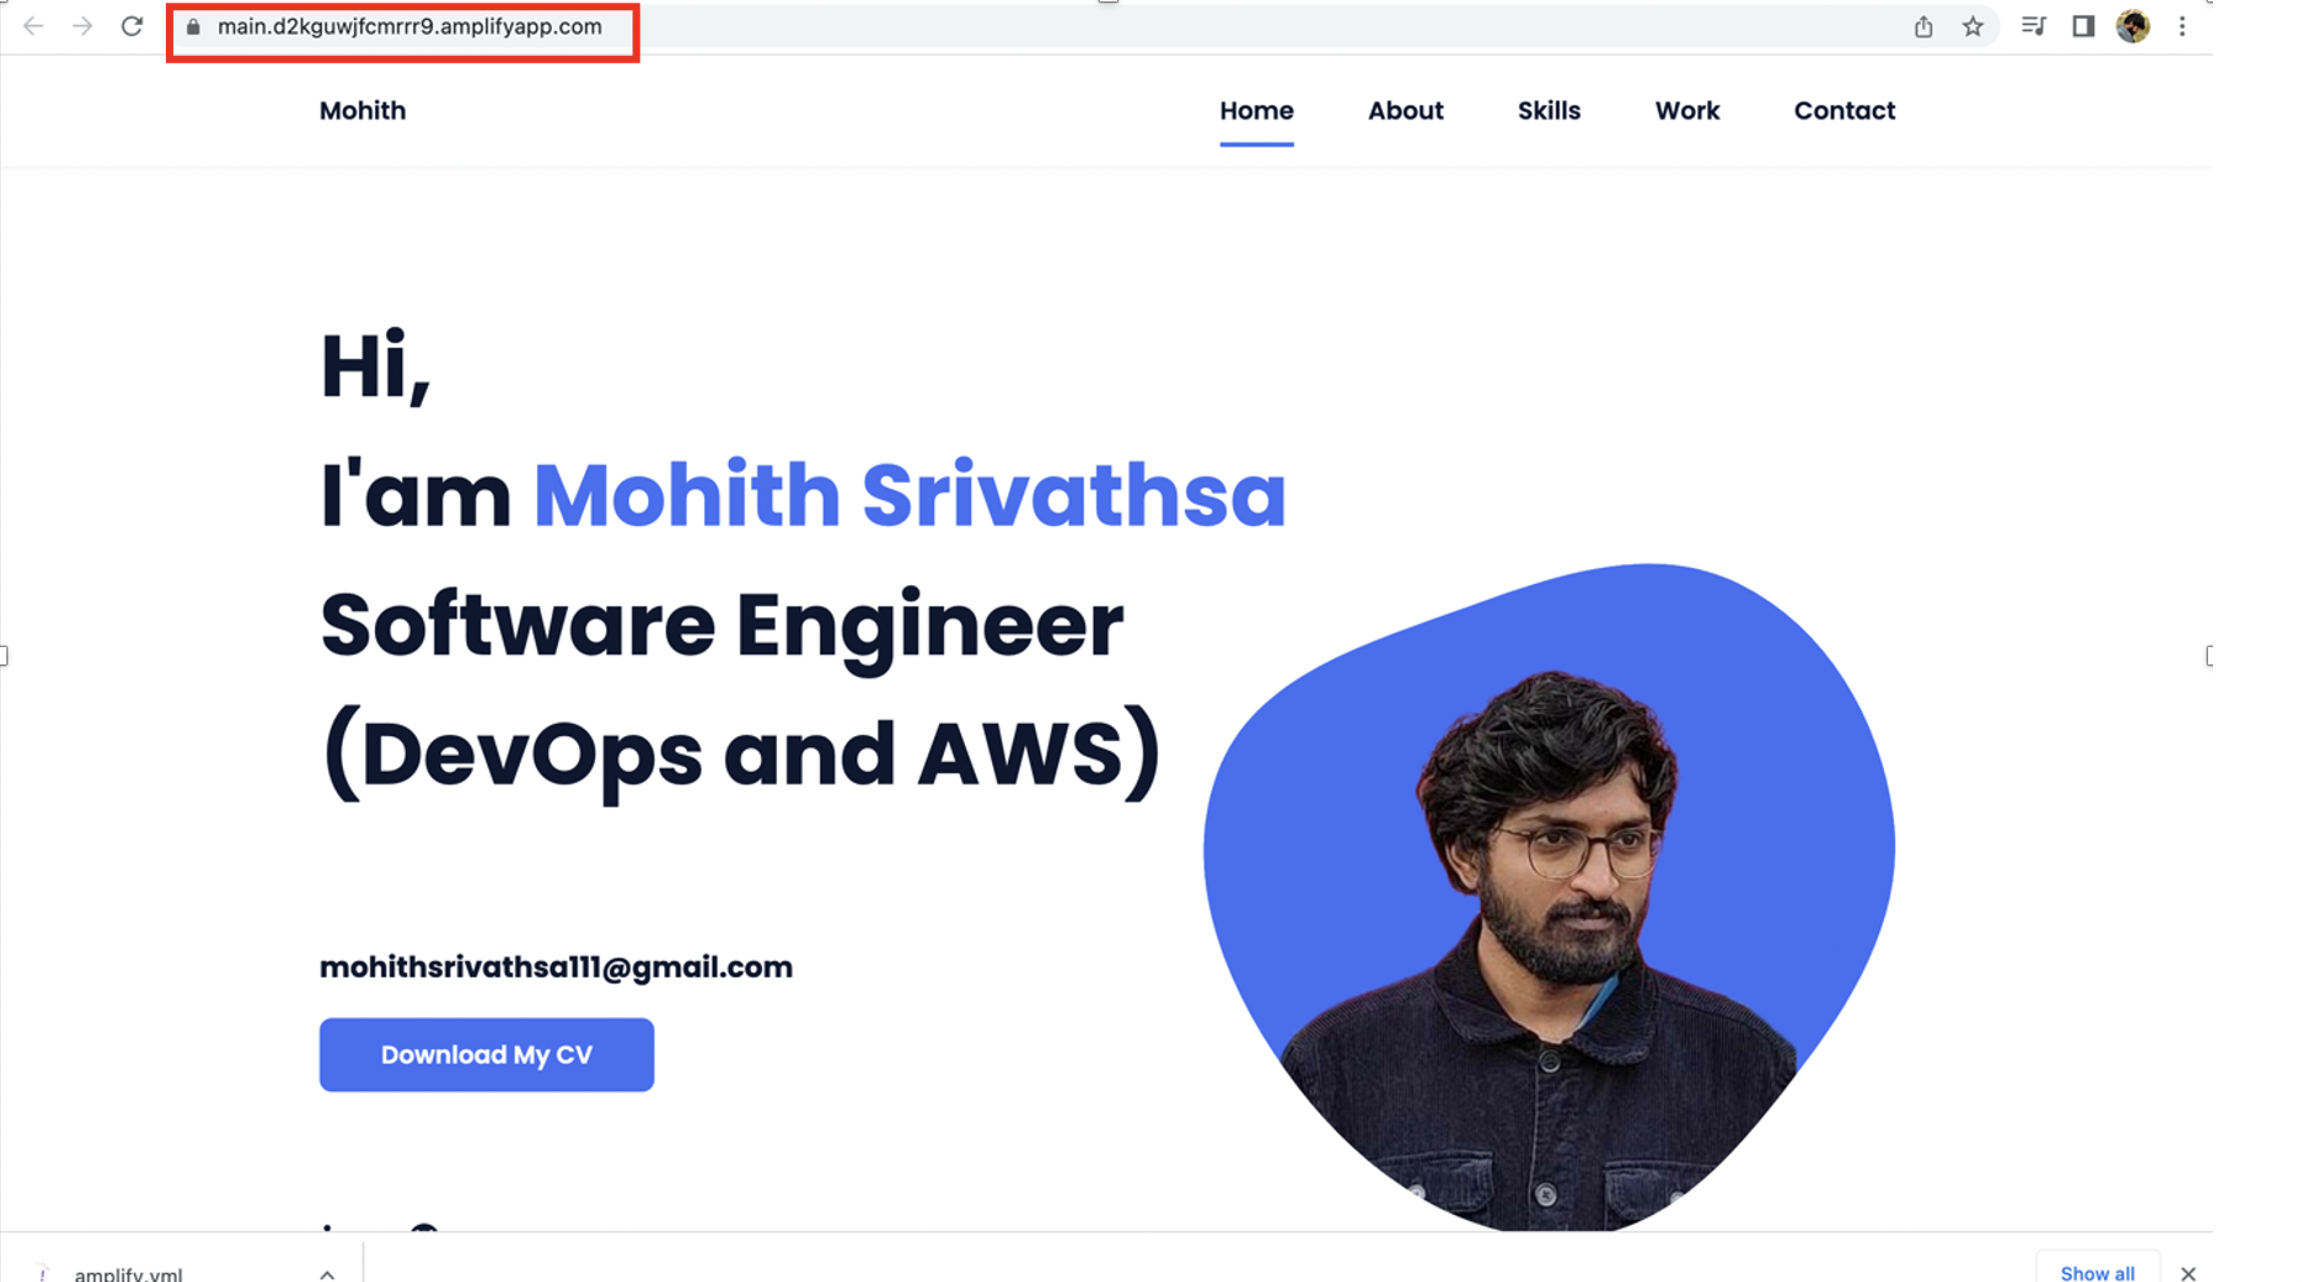 main.d2kguwjfcmrrr9.amplifyapp.com
Mohith
Home About Skills Work Contact
Hi,
I'am Mohith Srivathsa
Software Engineer
(DevOps and AWS)
mohithsrivathsa111@gmail.com
Download My CV
amplify.yml
Show all